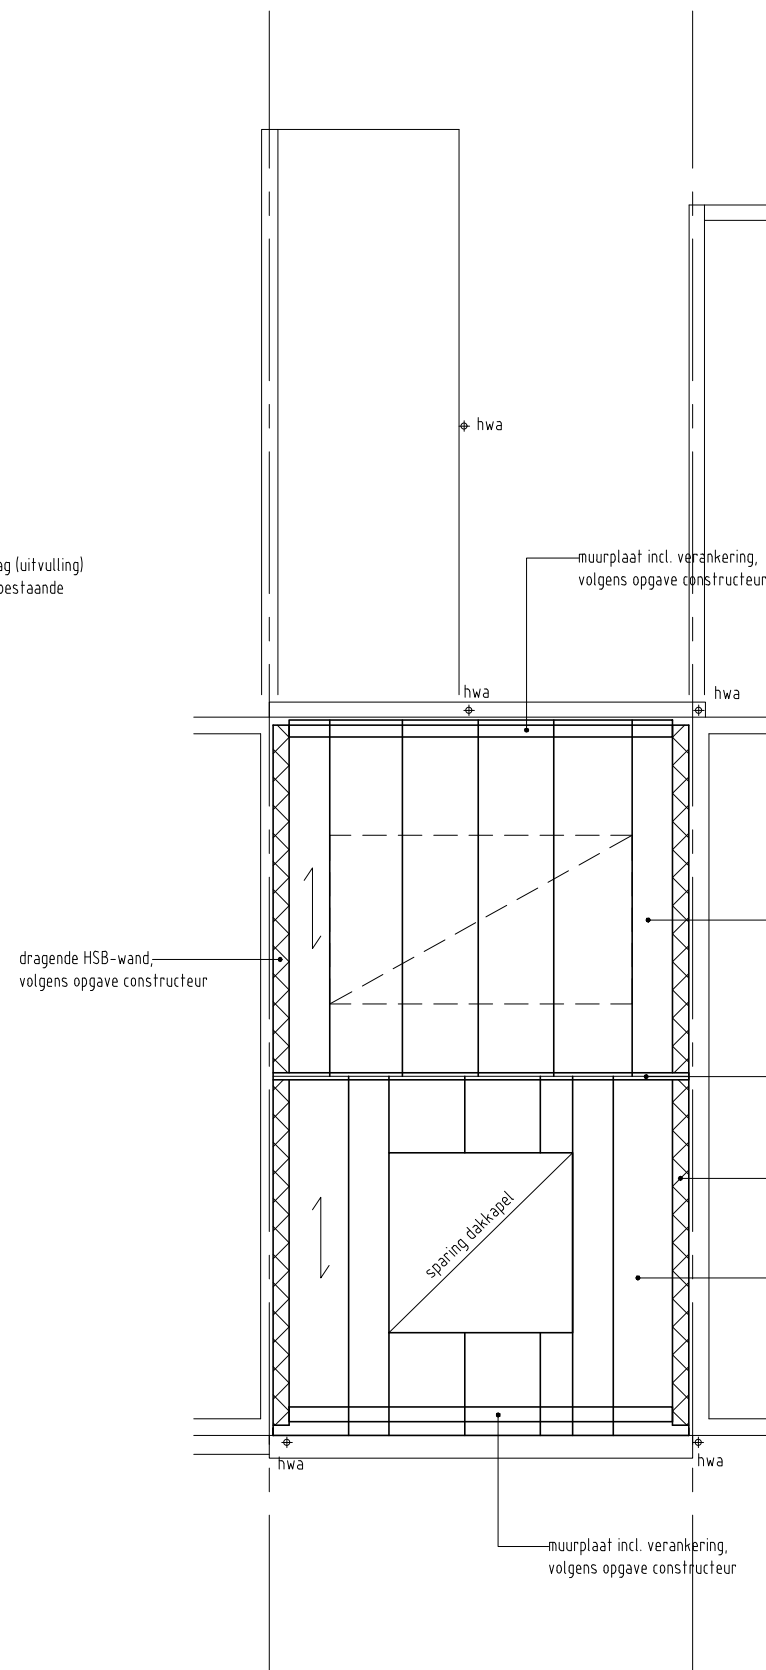 hwa
(uitvulling)
bestaande
muurplaat incl. verankering,
volgens opgave constructeur
hwa
hwa
dragende HSB-wand,
volgens opgave constructeur
sparing dakkapel
hwa
hwa
muurplaat incl. verankering,
volgens opgave constructeur